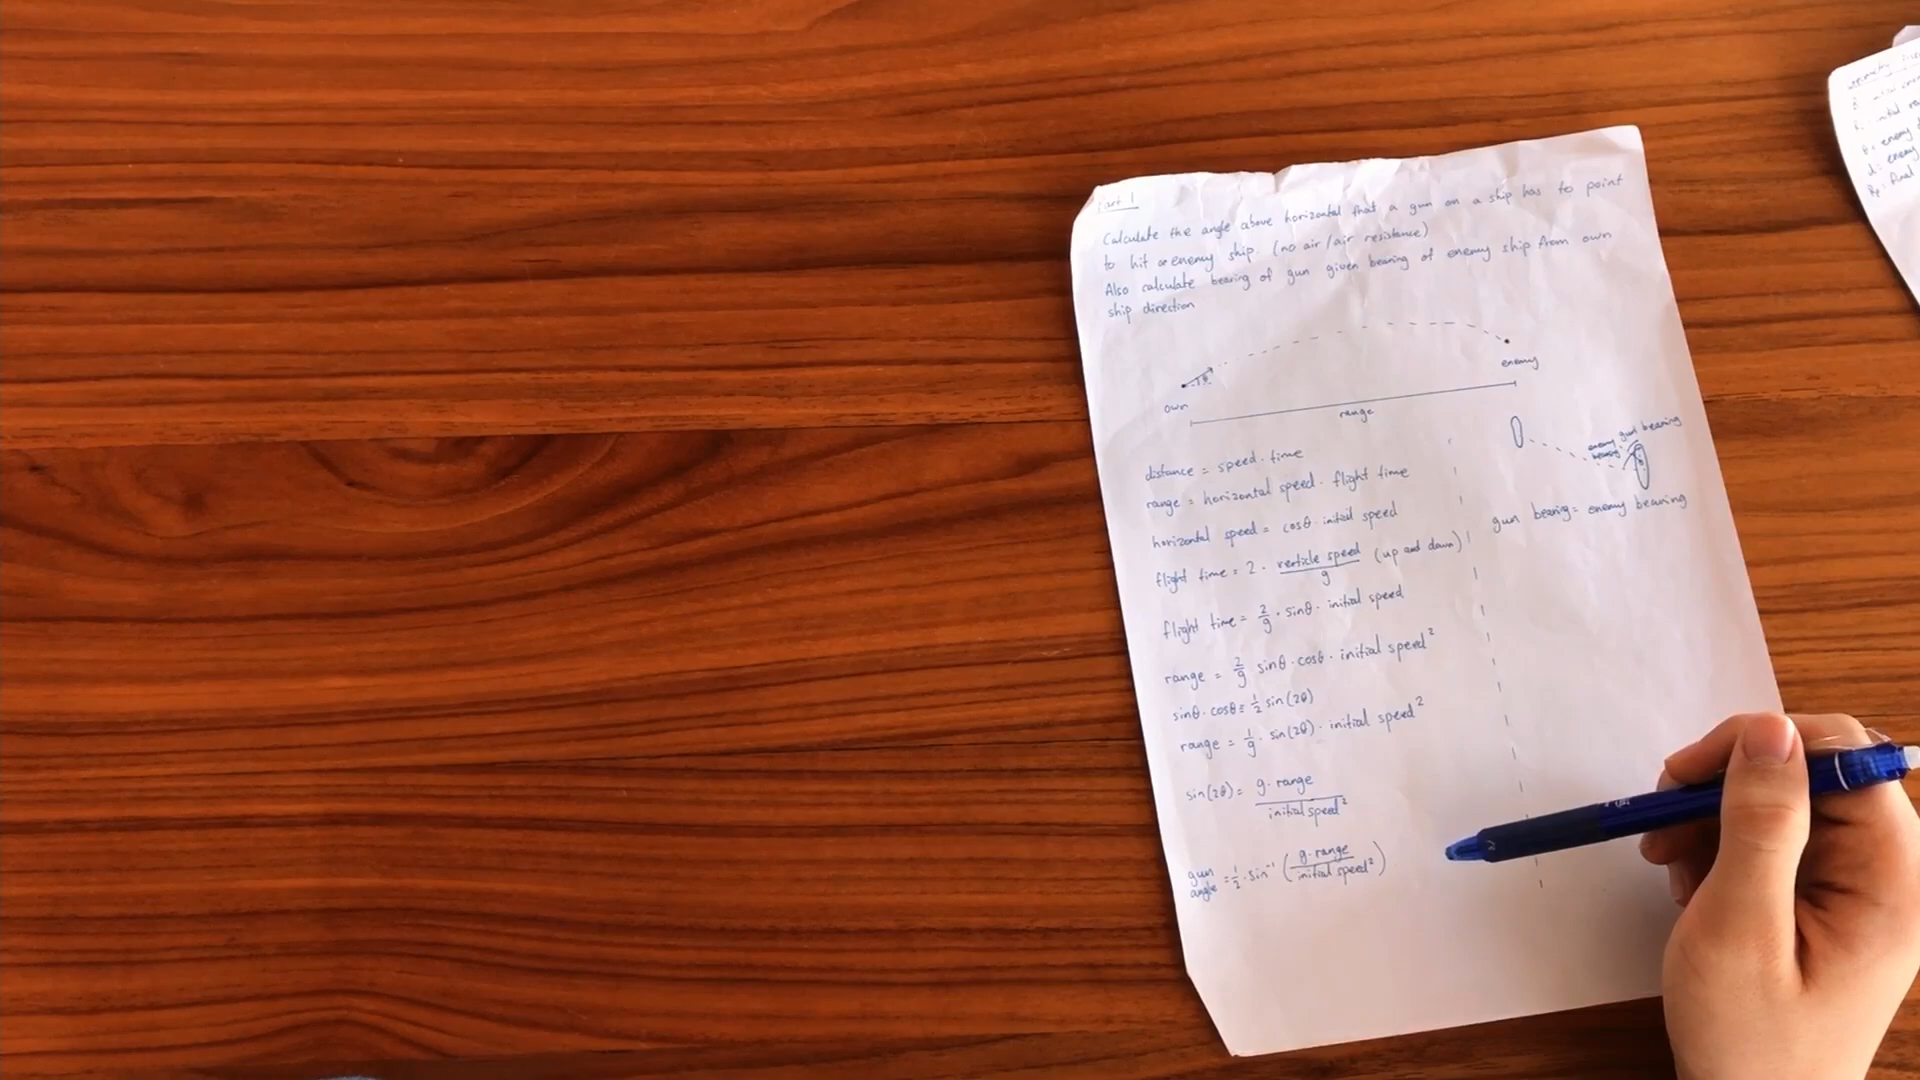 Part 1
Calculate the angle above horizontal that a gun on a ship has to point
to hit enemy ship. (no air/air resistance)
Also calculate bearing of gun given bearing of enemy ship from own
ship direction
θ
own
enemy
range
distance = speed · time
range = horizontal speed · flight time
horizontal speed = cosθ · initial speed
flight time = 2 · verticle speed / g (up and down)
flight time = 2/g · sinθ · initial speed
range = 2/g sinθ · cosθ · initial speed²
sinθ · cosθ ≡ 1/2 sin(2θ)
range = 1/g · sin(2θ) · initial speed²
sin(2θ) = g · range / initial speed²
gun angle = 1/2 · sin⁻¹ (g · range / initial speed²)
enemy bearing
gun bearing
gun bearing = enemy bearing
initial
enemy
enemy
final